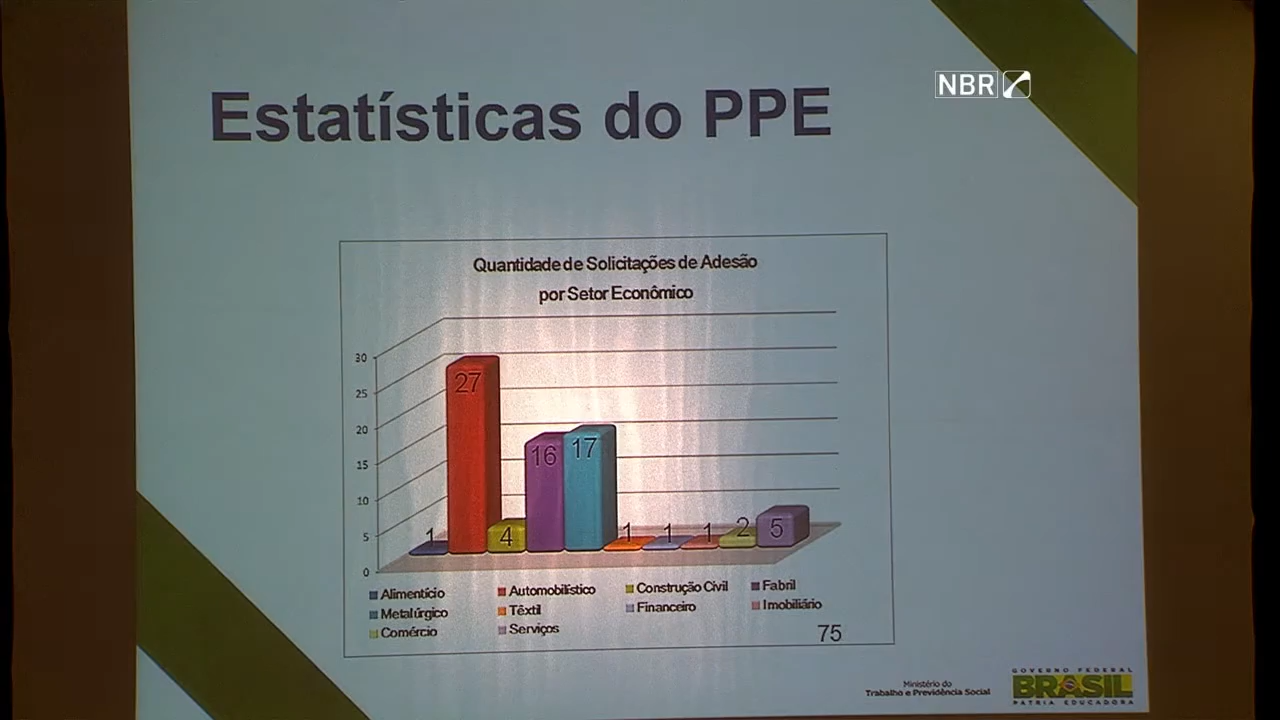 NBR
Estatísticas do PPE
Quantidade de Solicitações de Adesão
por Setor Econômico
30
25
20
15
10
5
0
1
27
4
16
17
1
1
1
2
5
Alimentício Automobilístico Construção Civil Fabril
Metalúrgico Têxtil Financeiro Imobiliário
Comércio Serviços
75
Ministério do
Trabalho e Previdência Social
GOVERNO FEDERAL
BRASIL
PÁTRIA EDUCADORA